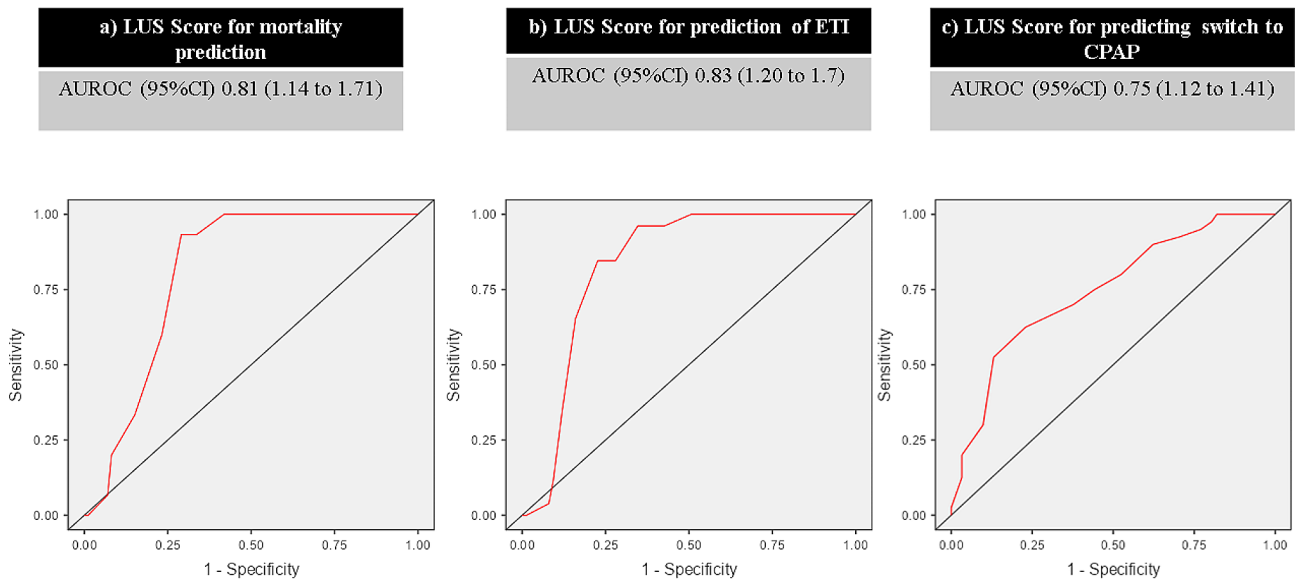 a) LUS Score for mortality
prediction
AUROC (95%CI) 0.81 (1.14 to 1.71)
b) LUS Score for prediction of ETI
AUROC (95%CI) 0.83 (1.20 to 1.7)
c) LUS Score for predicting switch to
CPAP
AUROC (95%CI) 0.75 (1.12 to 1.41)
Sensitivity
1.00
0.75
0.50
0.25
0.00
0.00 0.25 0.50 0.75 1.00
1 - Specificity
Sensitivity
1.00
0.75
0.50
0.25
0.00
0.00 0.25 0.50 0.75 1.00
1 - Specificity
Sensitivity
1.00
0.75
0.50
0.25
0.00
0.00 0.25 0.50 0.75 1.00
1 - Specificity